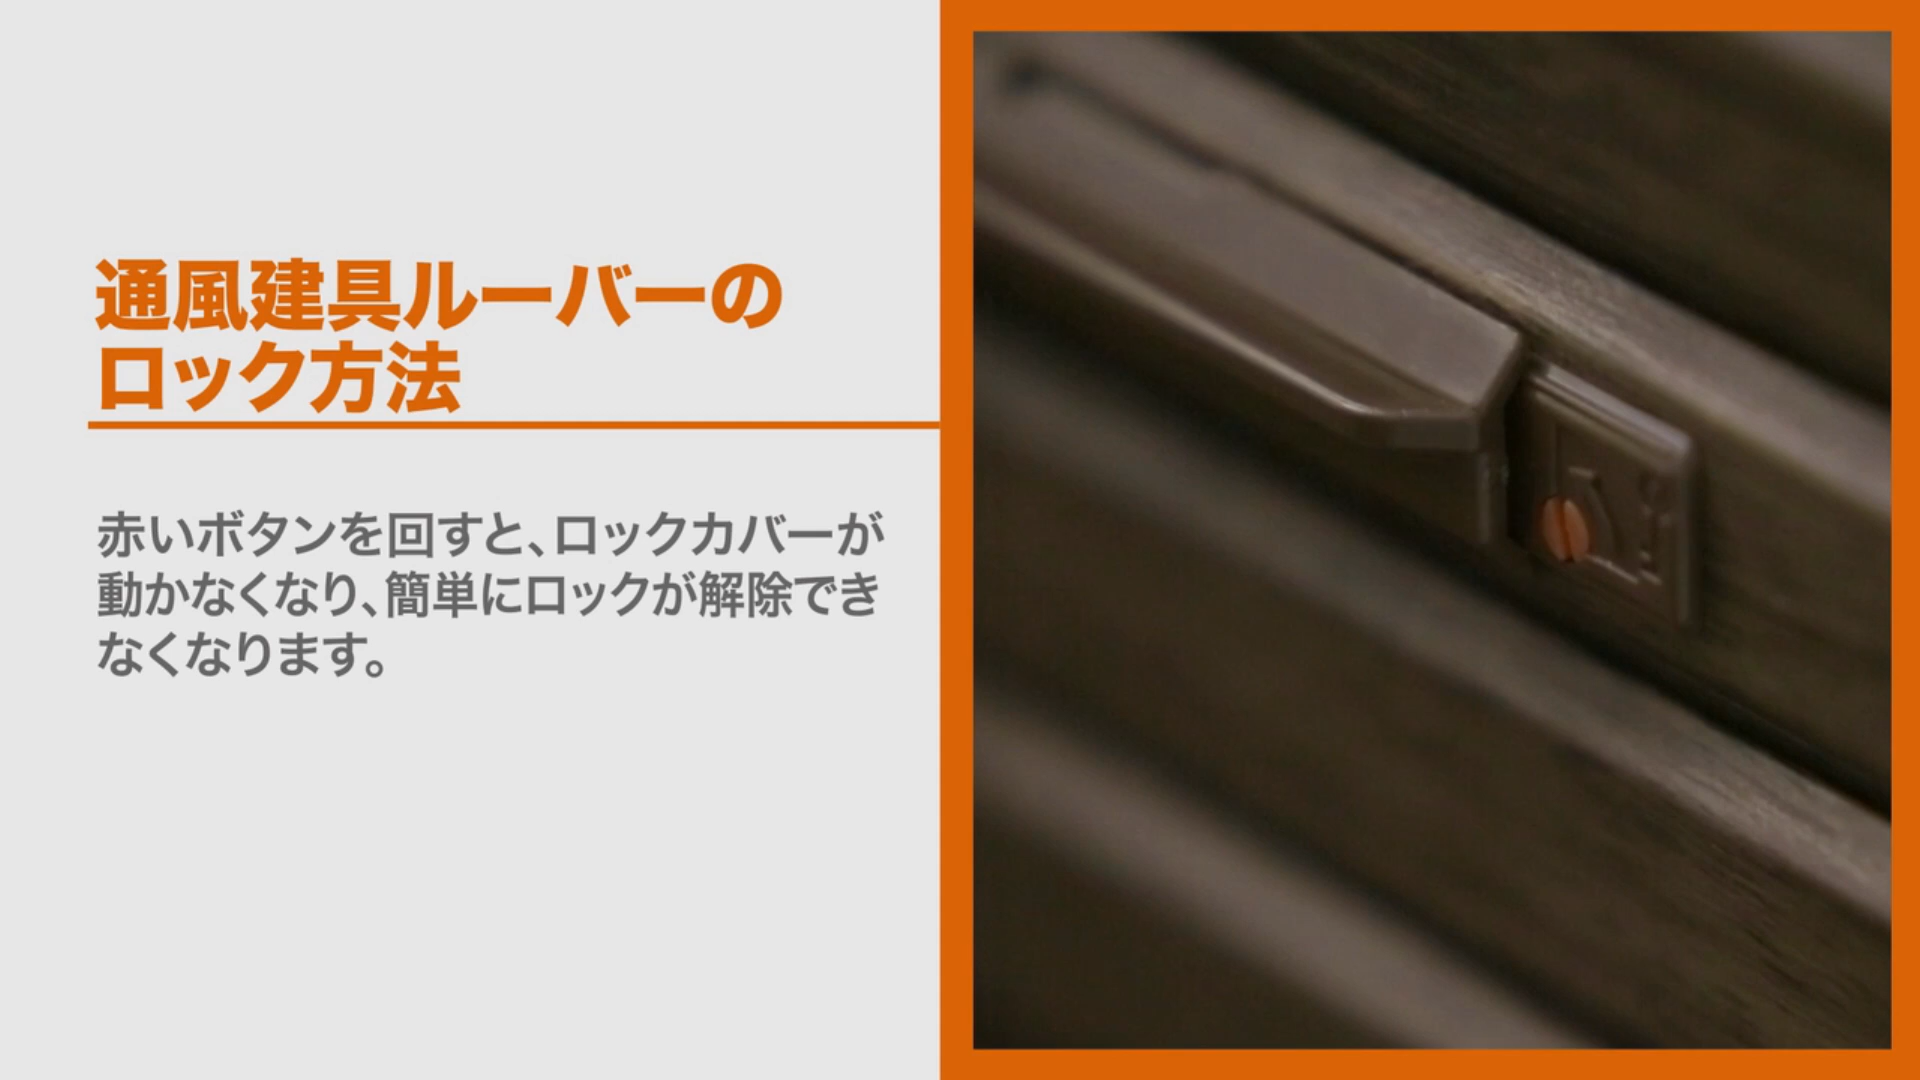 通風建具ルーバーの
ロック方法
赤いボタンを回すと、ロックカバーが
動かなくなり、簡単にロックが解除でき
なくなります。